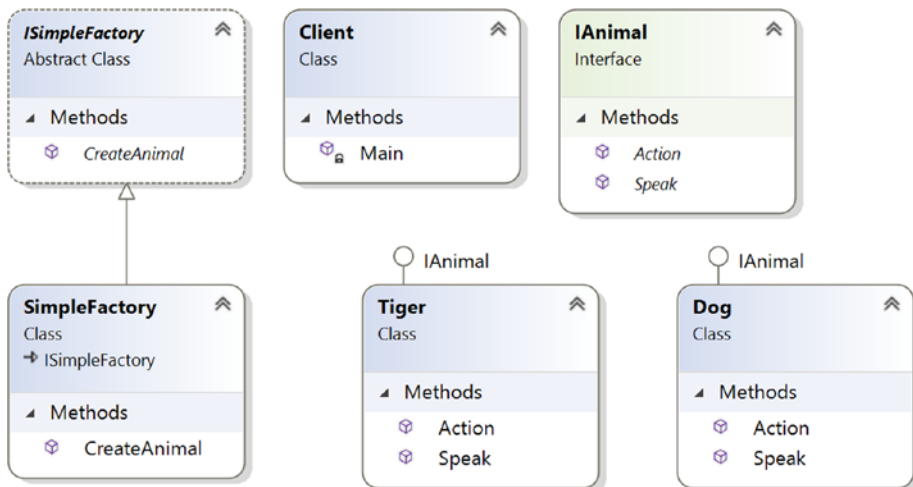 ISimpleFactory
Abstract Class
Methods
CreateAnimal
Client
Class
Methods
Main
IAnimal
Interface
Methods
Action
Speak
SimpleFactory
Class
ISimpleFactory
Methods
CreateAnimal
IAnimal
Tiger
Class
Methods
Action
Speak
IAnimal
Dog
Class
Methods
Action
Speak